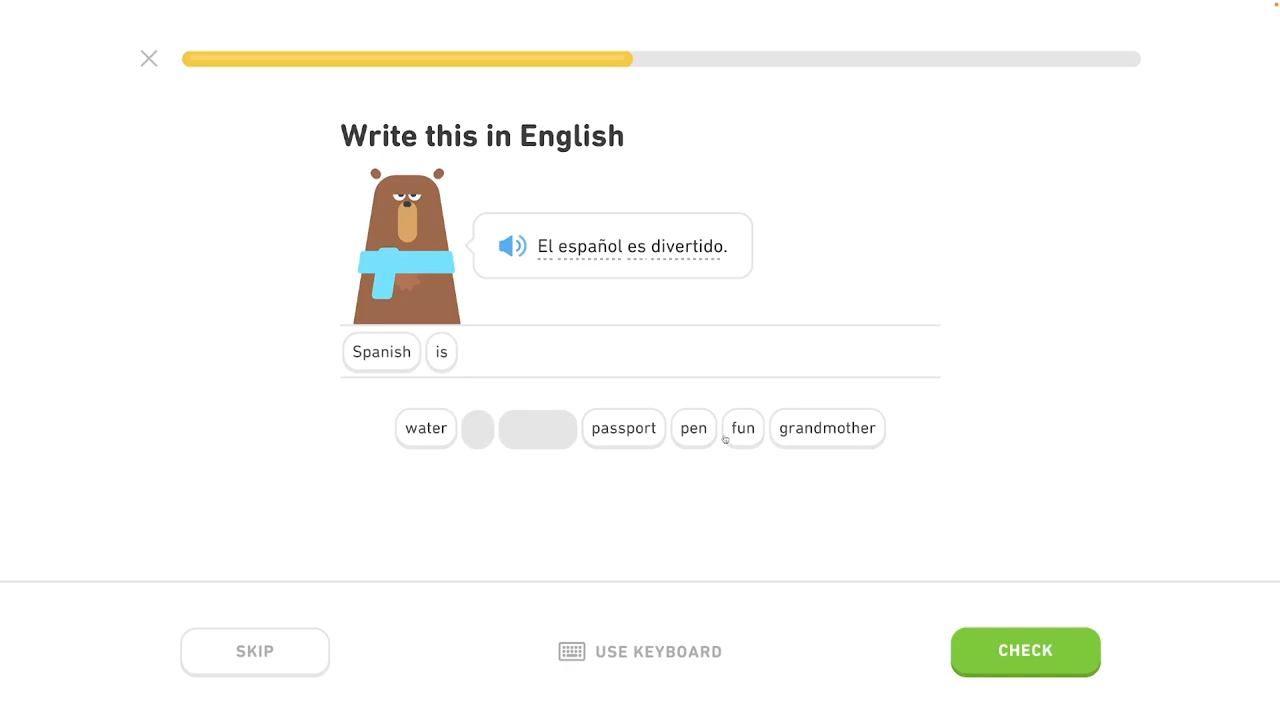 Write this in English
El español es divertido.
Spanish is
water passport pen fun grandmother
SKIP USE KEYBOARD CHECK